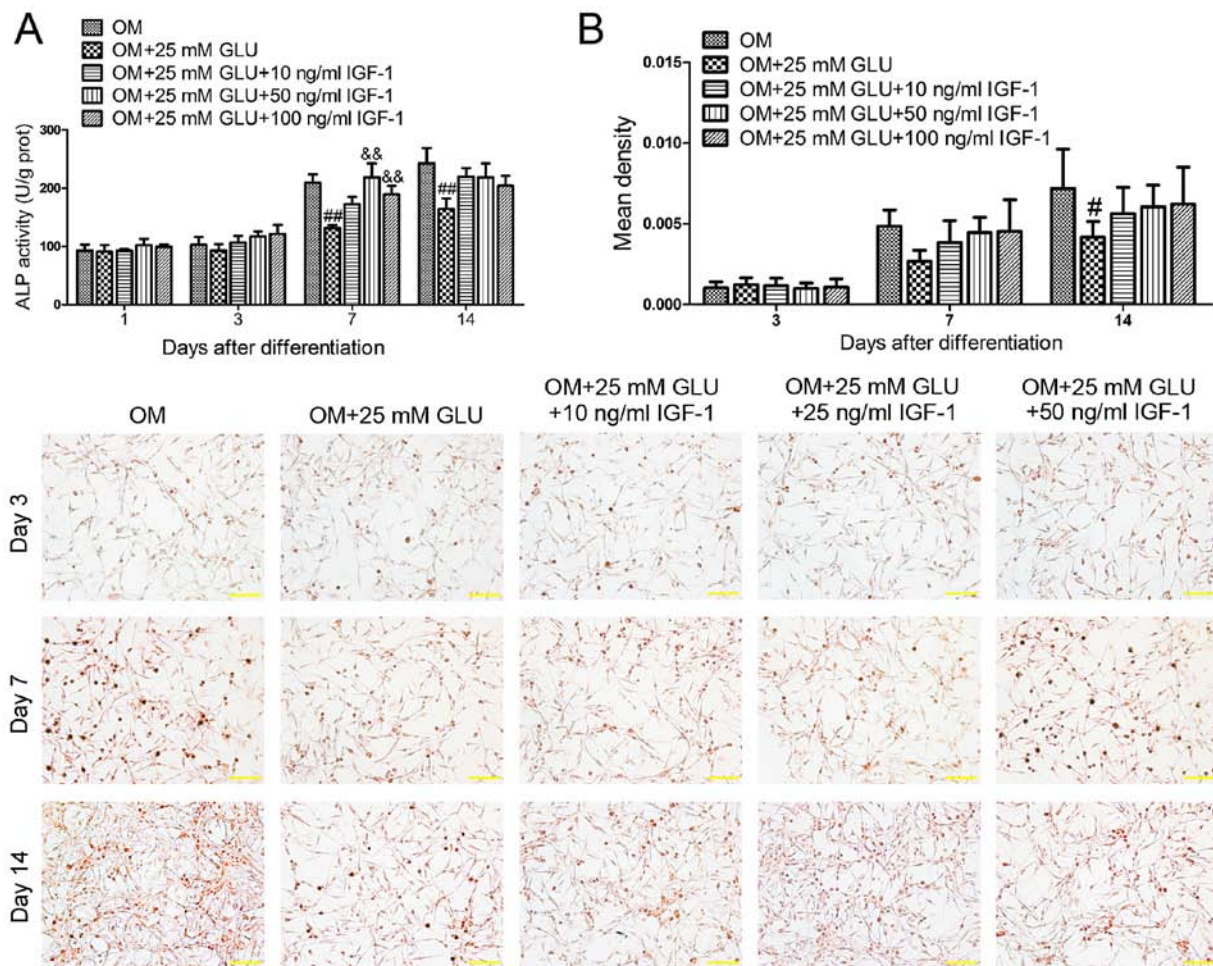 A
OM
OM+25 mM GLU
OM+25 mM GLU+10 ng/ml IGF-1
OM+25 mM GLU+50 ng/ml IGF-1
OM+25 mM GLU+100 ng/ml IGF-1
ALP activity (U/g prot)
300
200
100
0
##
&&
&&
##
1
3
7
14
Days after differentiation
B
OM
OM+25 mM GLU
OM+25 mM GLU+10 ng/ml IGF-1
OM+25 mM GLU+50 ng/ml IGF-1
OM+25 mM GLU+100 ng/ml IGF-1
Mean density
0.015
0.010
0.005
0.000
#
3
7
14
Days after differentiation
OM
OM+25 mM GLU
OM+25 mM GLU
+10 ng/ml IGF-1
OM+25 mM GLU
+25 ng/ml IGF-1
OM+25 mM GLU
+50 ng/ml IGF-1
Day 3
Day 7
Day 14